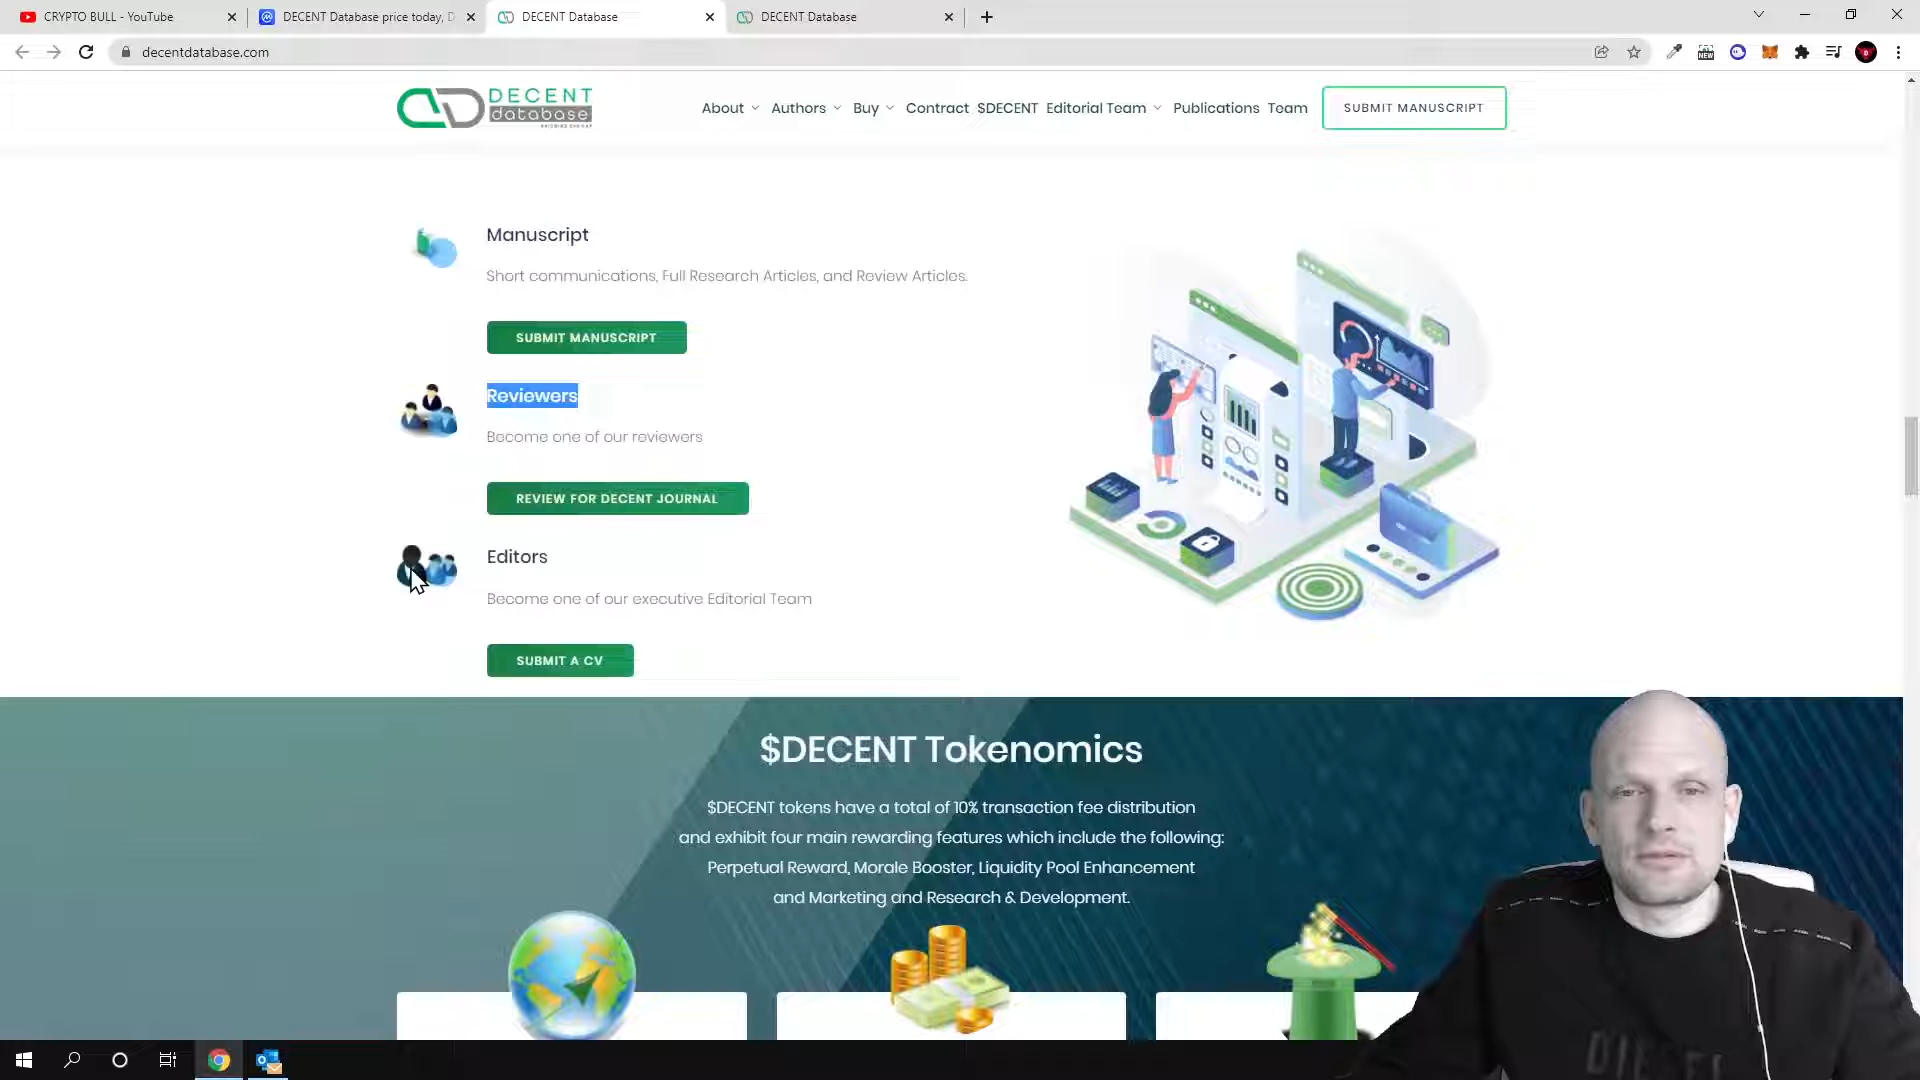 CRYPTO BULL - YouTube
DECENT Database price today, D
DECENT Database
DECENT Database
decentdatabase.com
NEW
DECENT
database
About
Authors
Buy
Contract
$DECENT
Editorial Team
Publications
Team
SUBMIT MANUSCRIPT
Manuscript
Short communications, Full Research Articles, and Review Articles.
SUBMIT MANUSCRIPT
Reviewers
Become one of our reviewers
REVIEW FOR DECENT JOURNAL
Editors
Become one of our executive Editorial Team
SUBMIT A CV
$DECENT Tokenomics
$DECENT tokens have a total of 10% transaction fee distribution
and exhibit four main rewarding features which include the following:
Perpetual Reward, Morale Booster, Liquidity Pool Enhancement
and Marketing and Research & Development.
DIESEL